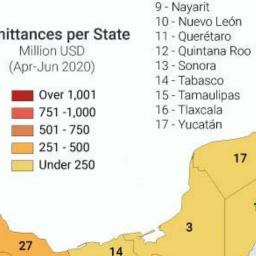 mittances per State
Million USD
(Apr-Jun 2020)
Over 1,001
751 -1,000
501 - 750
251 - 500
Under 250
9 - Nayarit
10 - Nuevo León
11 - Querétaro
12 - Quintana Roo
13 - Sonora
14 - Tabasco
15 - Tamaulipas
16 - Tlaxcala
17 - Yucatán
17
3
27
14